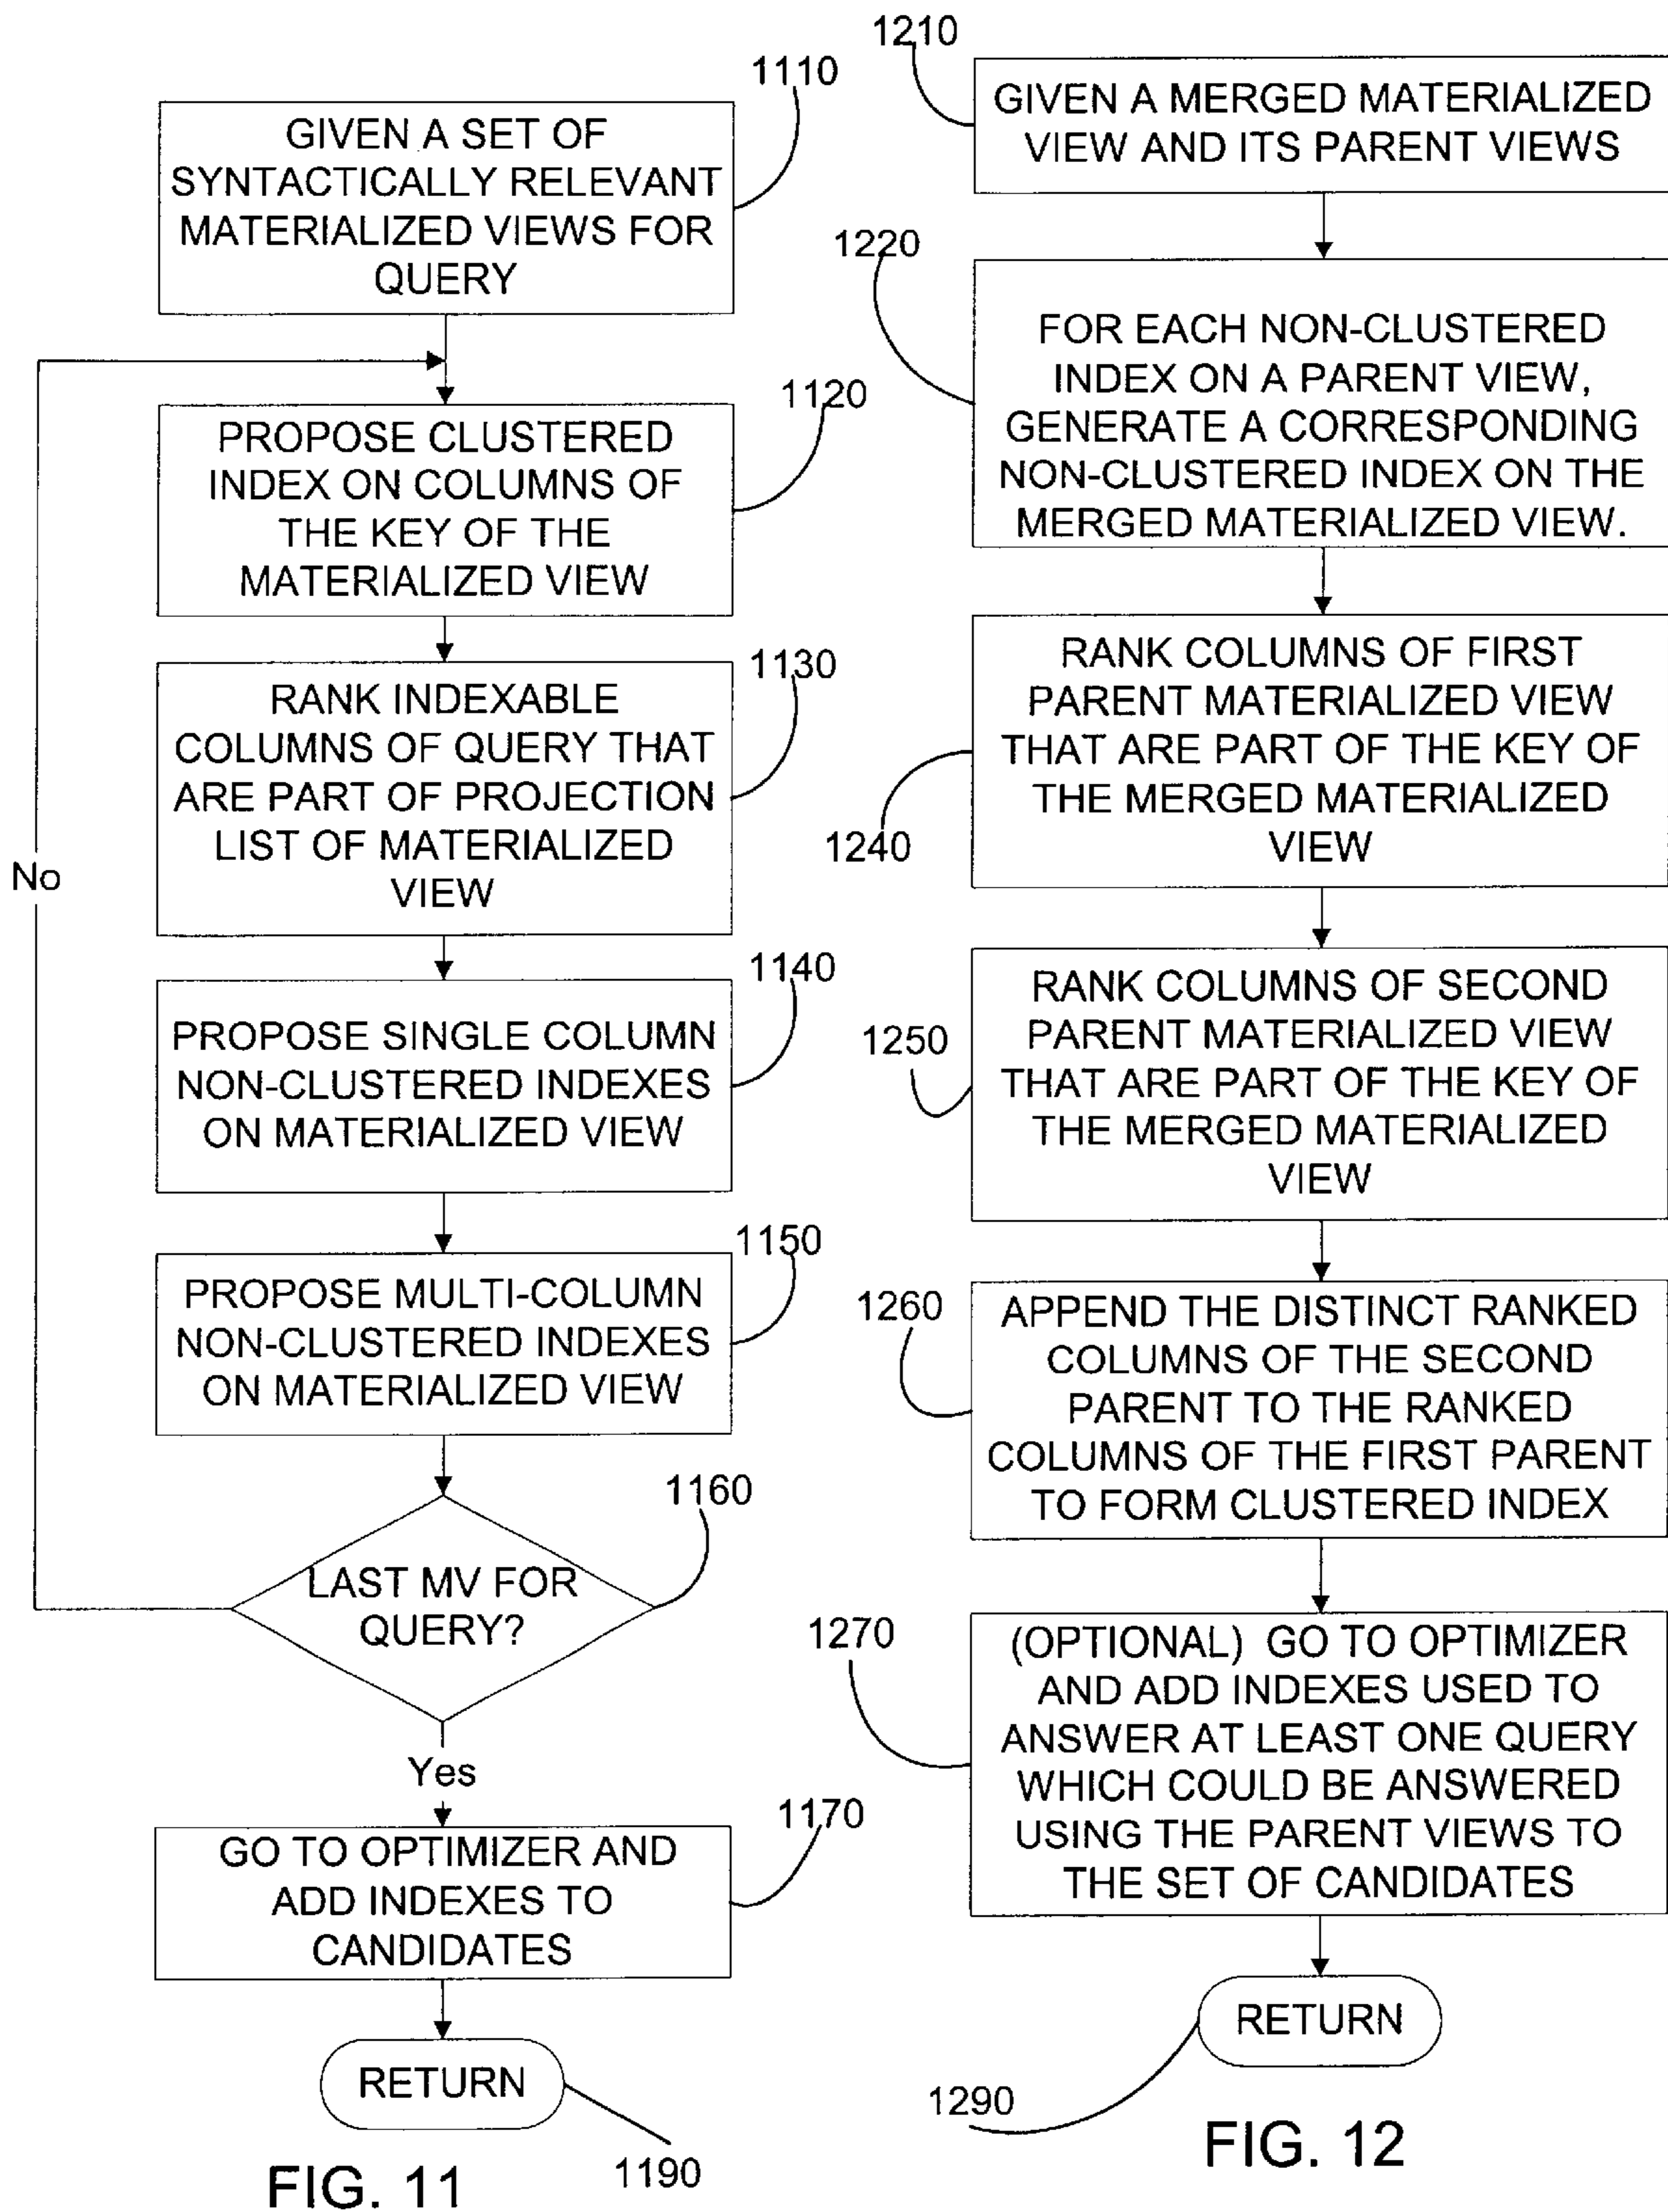 1110
GIVEN A SET OF
SYNTACTICALLY RELEVANT
MATERIALIZED VIEWS FOR
QUERY
1120
PROPOSE CLUSTERED
INDEX ON COLUMNS OF
THE KEY OF THE
MATERIALIZED VIEW
1130
RANK INDEXABLE
COLUMNS OF QUERY THAT
ARE PART OF PROJECTION
LIST OF MATERIALIZED
VIEW
No
1140
PROPOSE SINGLE COLUMN
NON-CLUSTERED INDEXES
ON MATERIALIZED VIEW
1150
PROPOSE MULTI-COLUMN
NON-CLUSTERED INDEXES
ON MATERIALIZED VIEW
1160
LAST MV FOR
QUERY?
Yes
1170
GO TO OPTIMIZER AND
ADD INDEXES TO
CANDIDATES
RETURN
1190
FIG. 11
1210
GIVEN A MERGED MATERIALIZED
VIEW AND ITS PARENT VIEWS
1220
FOR EACH NON-CLUSTERED
INDEX ON A PARENT VIEW,
GENERATE A CORRESPONDING
NON-CLUSTERED INDEX ON THE
MERGED MATERIALIZED VIEW.
RANK COLUMNS OF FIRST
PARENT MATERIALIZED VIEW
THAT ARE PART OF THE KEY OF
THE MERGED MATERIALIZED
VIEW
1240
RANK COLUMNS OF SECOND
PARENT MATERIALIZED VIEW
THAT ARE PART OF THE KEY OF
THE MERGED MATERIALIZED
VIEW
1250
1260
APPEND THE DISTINCT RANKED
COLUMNS OF THE SECOND
PARENT TO THE RANKED
COLUMNS OF THE FIRST PARENT
TO FORM CLUSTERED INDEX
1270
(OPTIONAL) GO TO OPTIMIZER
AND ADD INDEXES USED TO
ANSWER AT LEAST ONE QUERY
WHICH COULD BE ANSWERED
USING THE PARENT VIEWS TO
THE SET OF CANDIDATES
RETURN
1290
FIG. 12